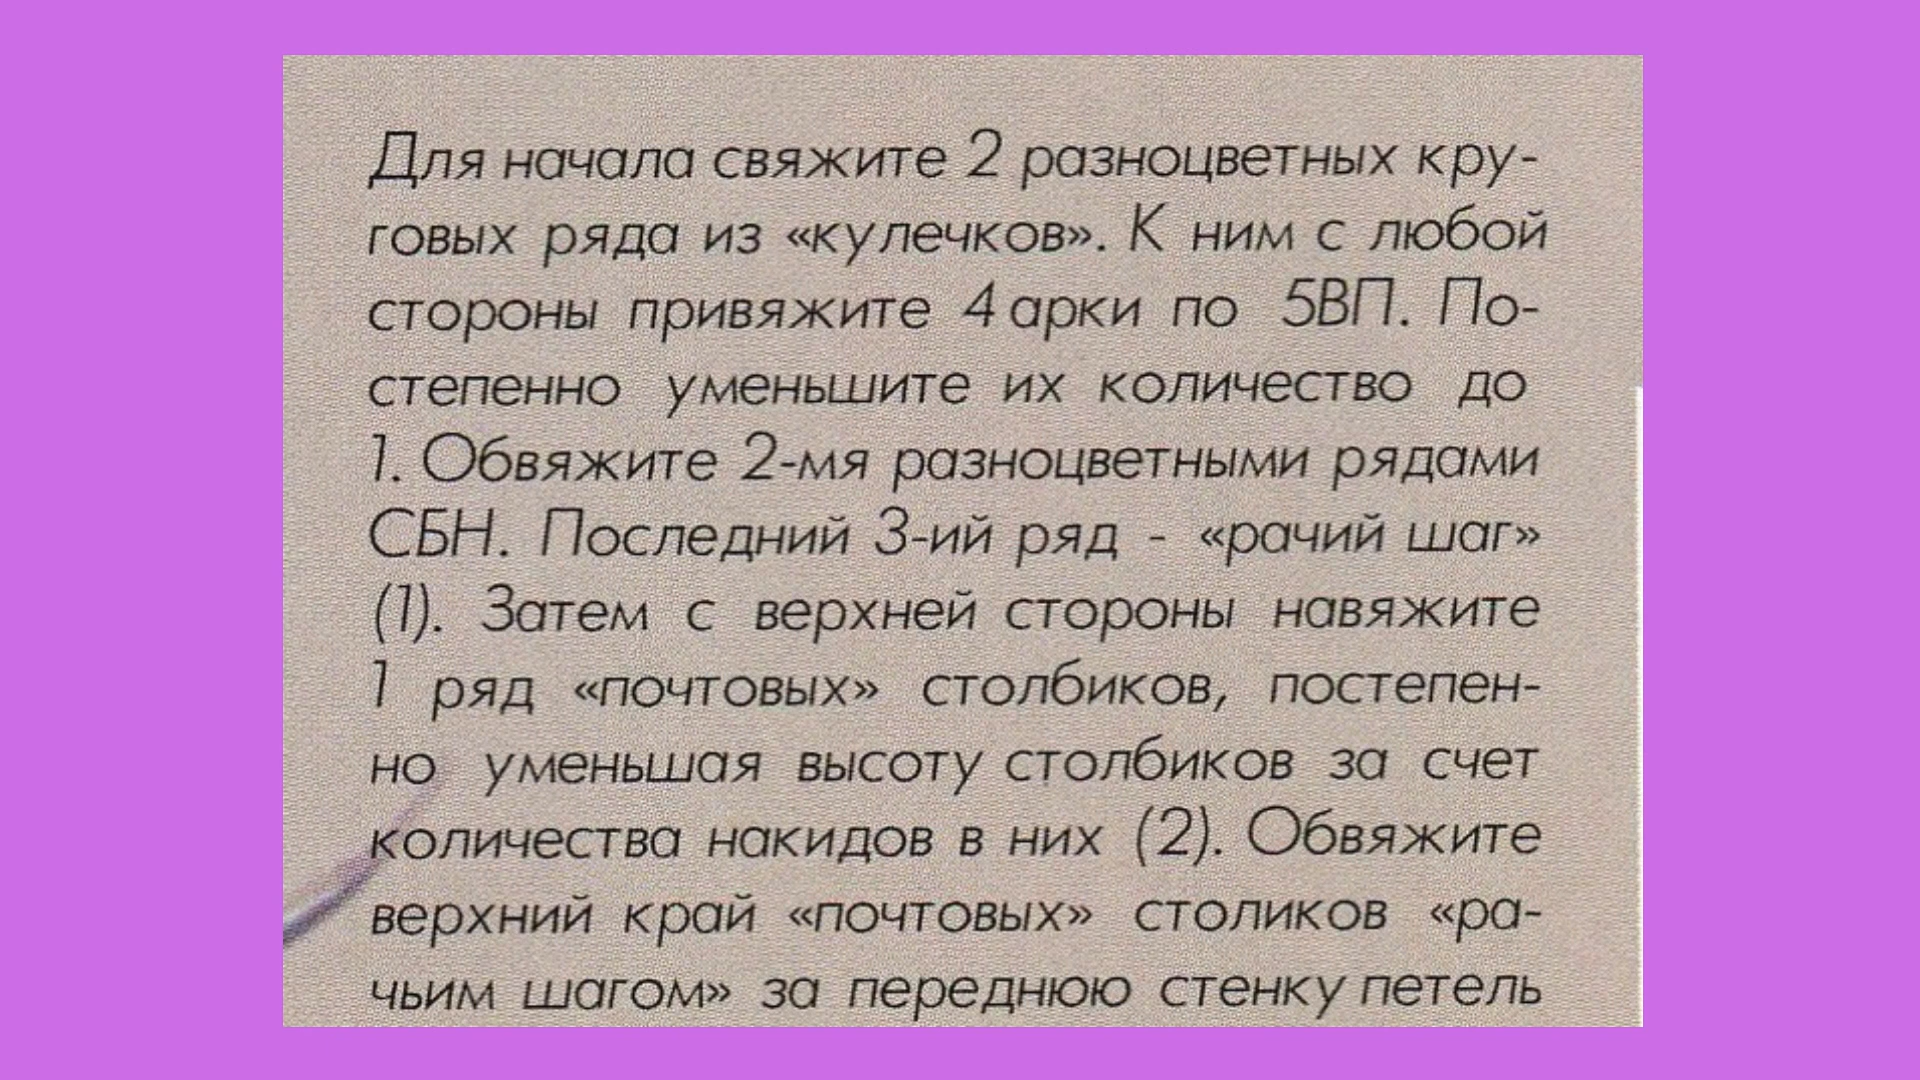 Для начала свяжите 2 разноцветных кру-
говых ряда из «кулечков». К ним с любой
стороны привяжите 4 арки по 5ВП. По-
степенно уменьшите их количество до
1. Обвяжите 2-мя разноцветными рядами
СБН. Последний 3-ий ряд - «рачий шаг»
(1). Затем с верхней стороны навяжите
1 ряд «почтовых» столбиков, постепен-
но уменьшая высоту столбиков за счет
количества накидов в них (2). Обвяжите
верхний край «почтовых» столиков «ра-
чьим шагом» за переднюю стенку петель